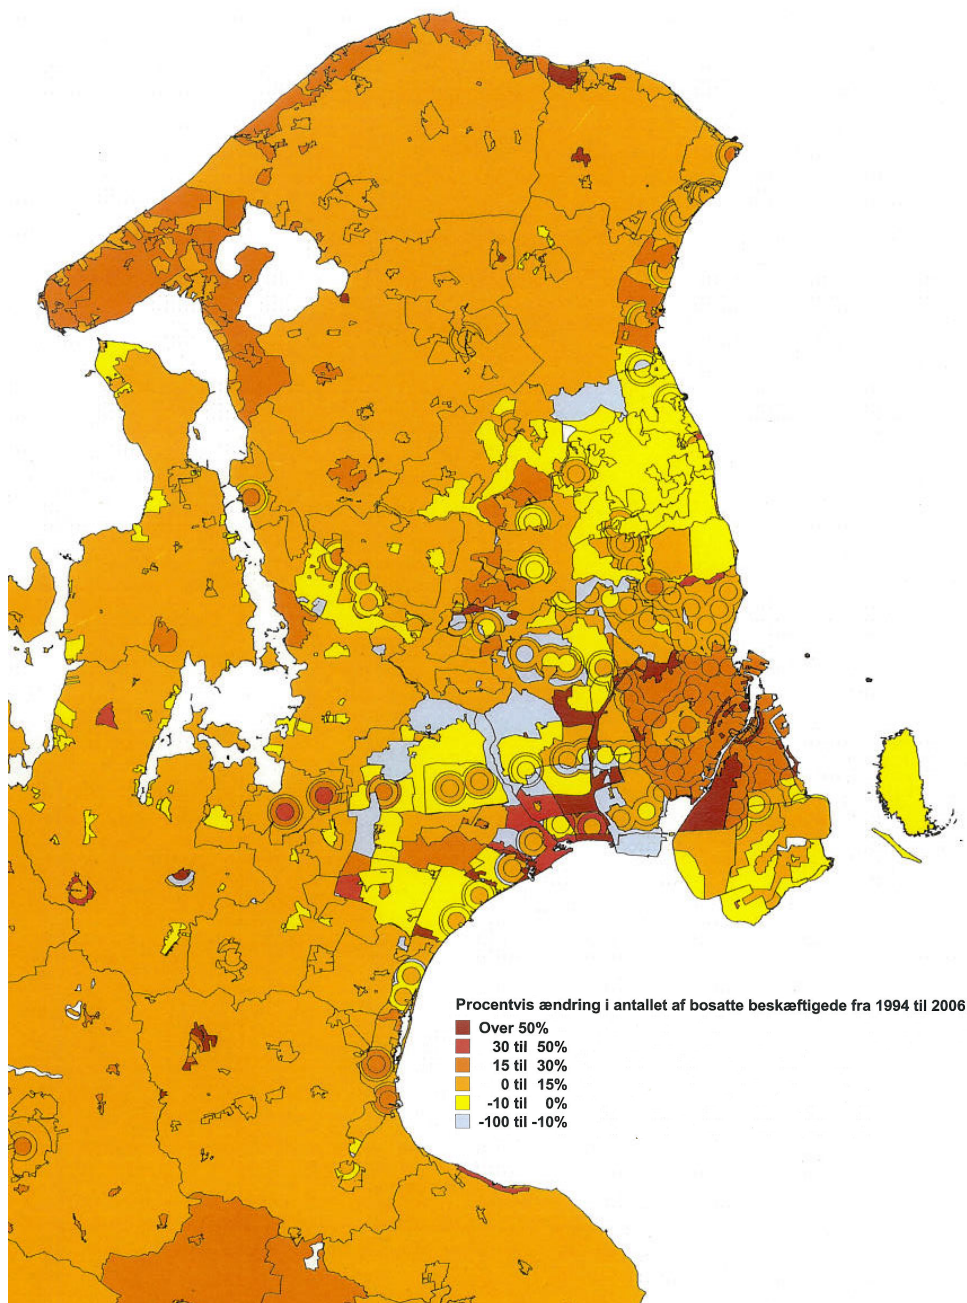 Procentvis ændring i antallet af bosatte beskæftigede fra 1994 til 2006
Over 50%
30 til 50%
15 til 30%
0 til 15%
-10 til 0%
-100 til -10%